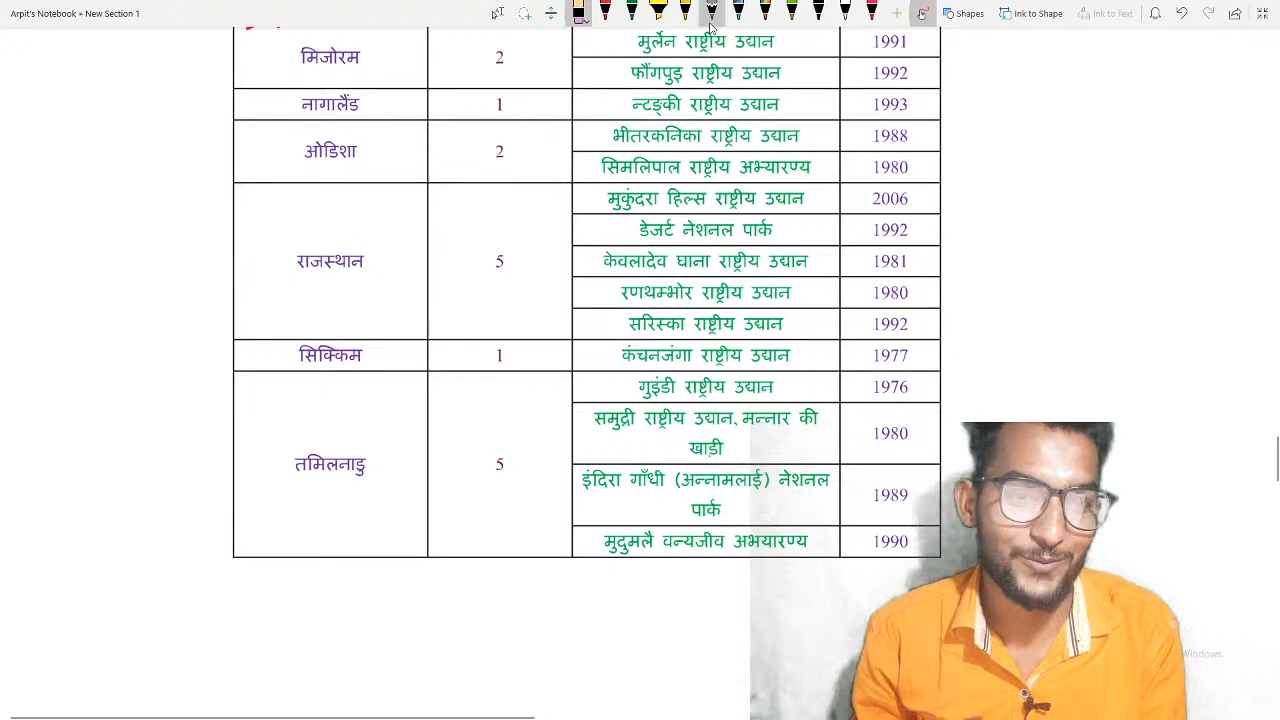 Arpit's Notebook » New Section 1
Shapes
Ink to Shape
Ink to Text
मिजोरम 2 मुर्लेन राष्ट्रीय उद्यान 1991
फौंगपुइ राष्ट्रीय उद्यान 1992
नागालैंड 1 न्टङ्की राष्ट्रीय उद्यान 1993
ओडिशा 2 भीतरकनिका राष्ट्रीय उद्यान 1988
सिमलिपाल राष्ट्रीय अभ्यारण्य 1980
राजस्थान 5 मुकुंदरा हिल्स राष्ट्रीय उद्यान 2006
डेजर्ट नेशनल पार्क 1992
केवलादेव घाना राष्ट्रीय उद्यान 1981
रणथम्भोर राष्ट्रीय उद्यान 1980
सरिस्का राष्ट्रीय उद्यान 1992
सिक्किम 1 कंचनजंगा राष्ट्रीय उद्यान 1977
तमिलनाडु 5 गुइंडी राष्ट्रीय उद्यान 1976
समुद्री राष्ट्रीय उद्यान, मन्नार की
खाड़ी 1980
इंदिरा गाँधी (अन्नामलाई) नेशनल
पार्क 1989
मुदुमलै वन्यजीव अभयारण्य 1990
Windows.